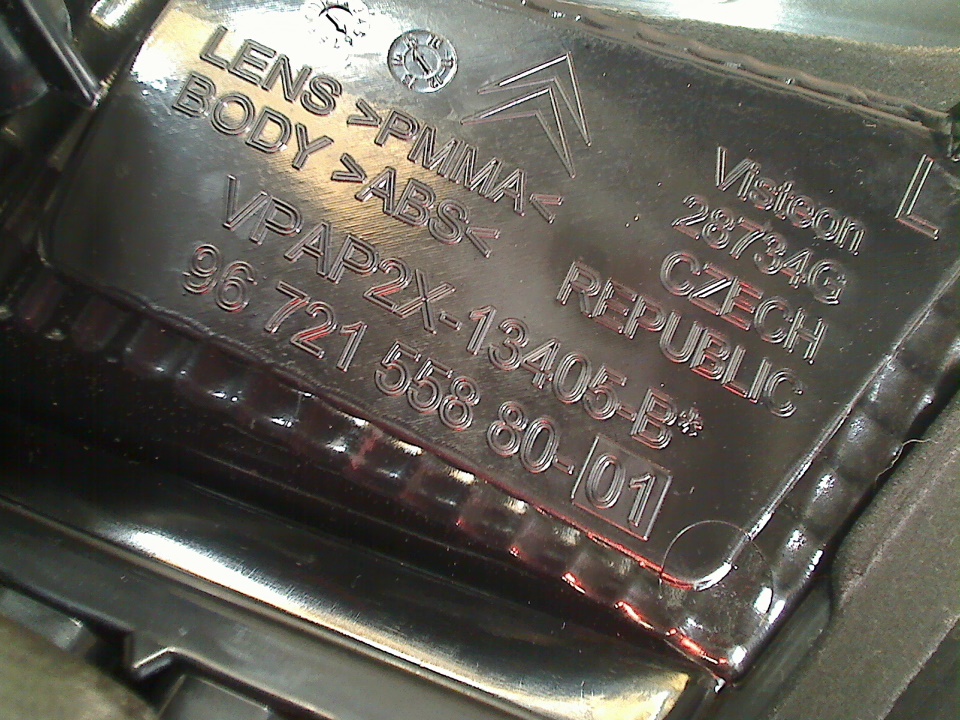 LENS >PMMA<
BODY >ABS<
VPAP2X-13405-B*
96 721 558 80-01
Visteon
28734G
CZECH
REPUBLIC
L